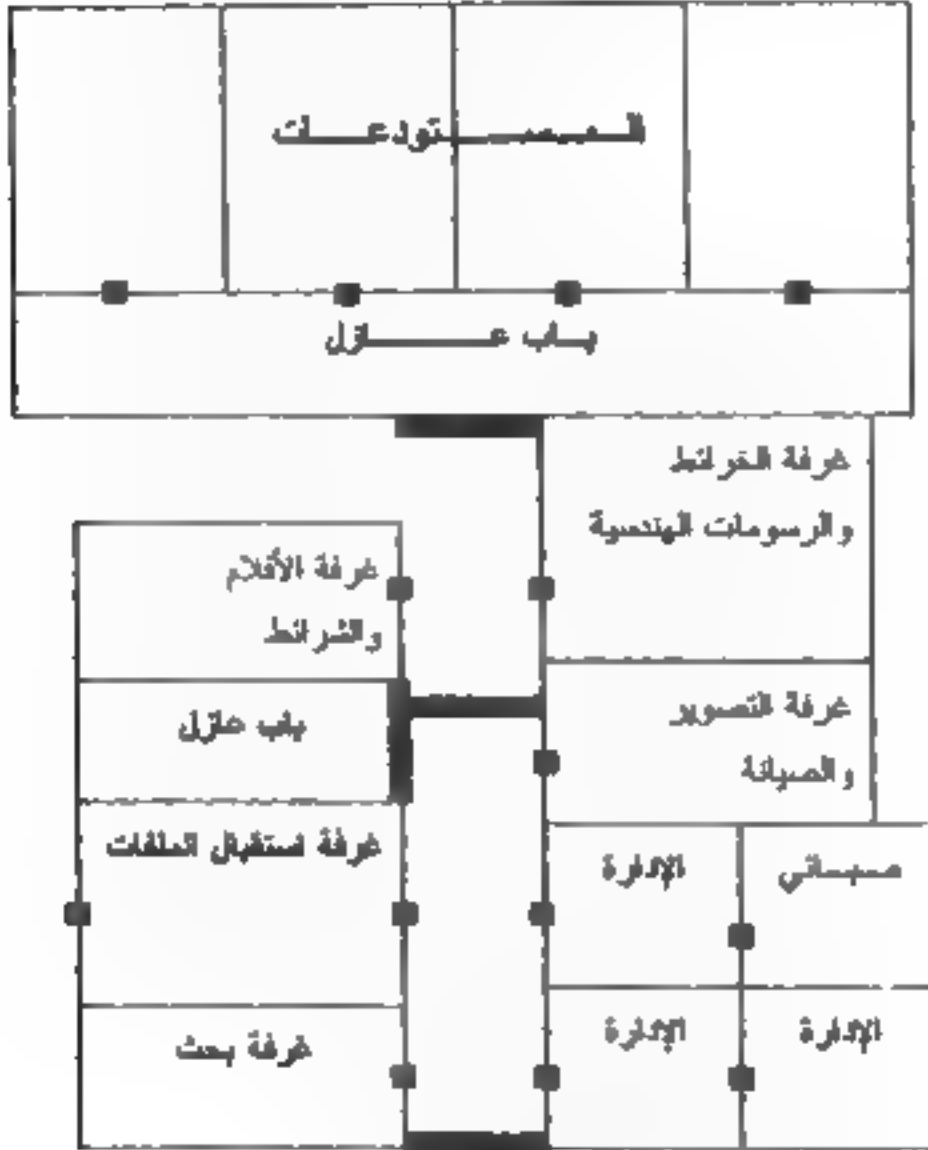 المستودعات
باب عازل
غرفة الخرائط
والرسومات الهندسية
غرفة الأفلام
والشرائط
غرفة التصوير
والصيانة
باب عازل
غرفة استقبال الملفات
الإدارة
غرفة بحث
الإدارة
الإدارة